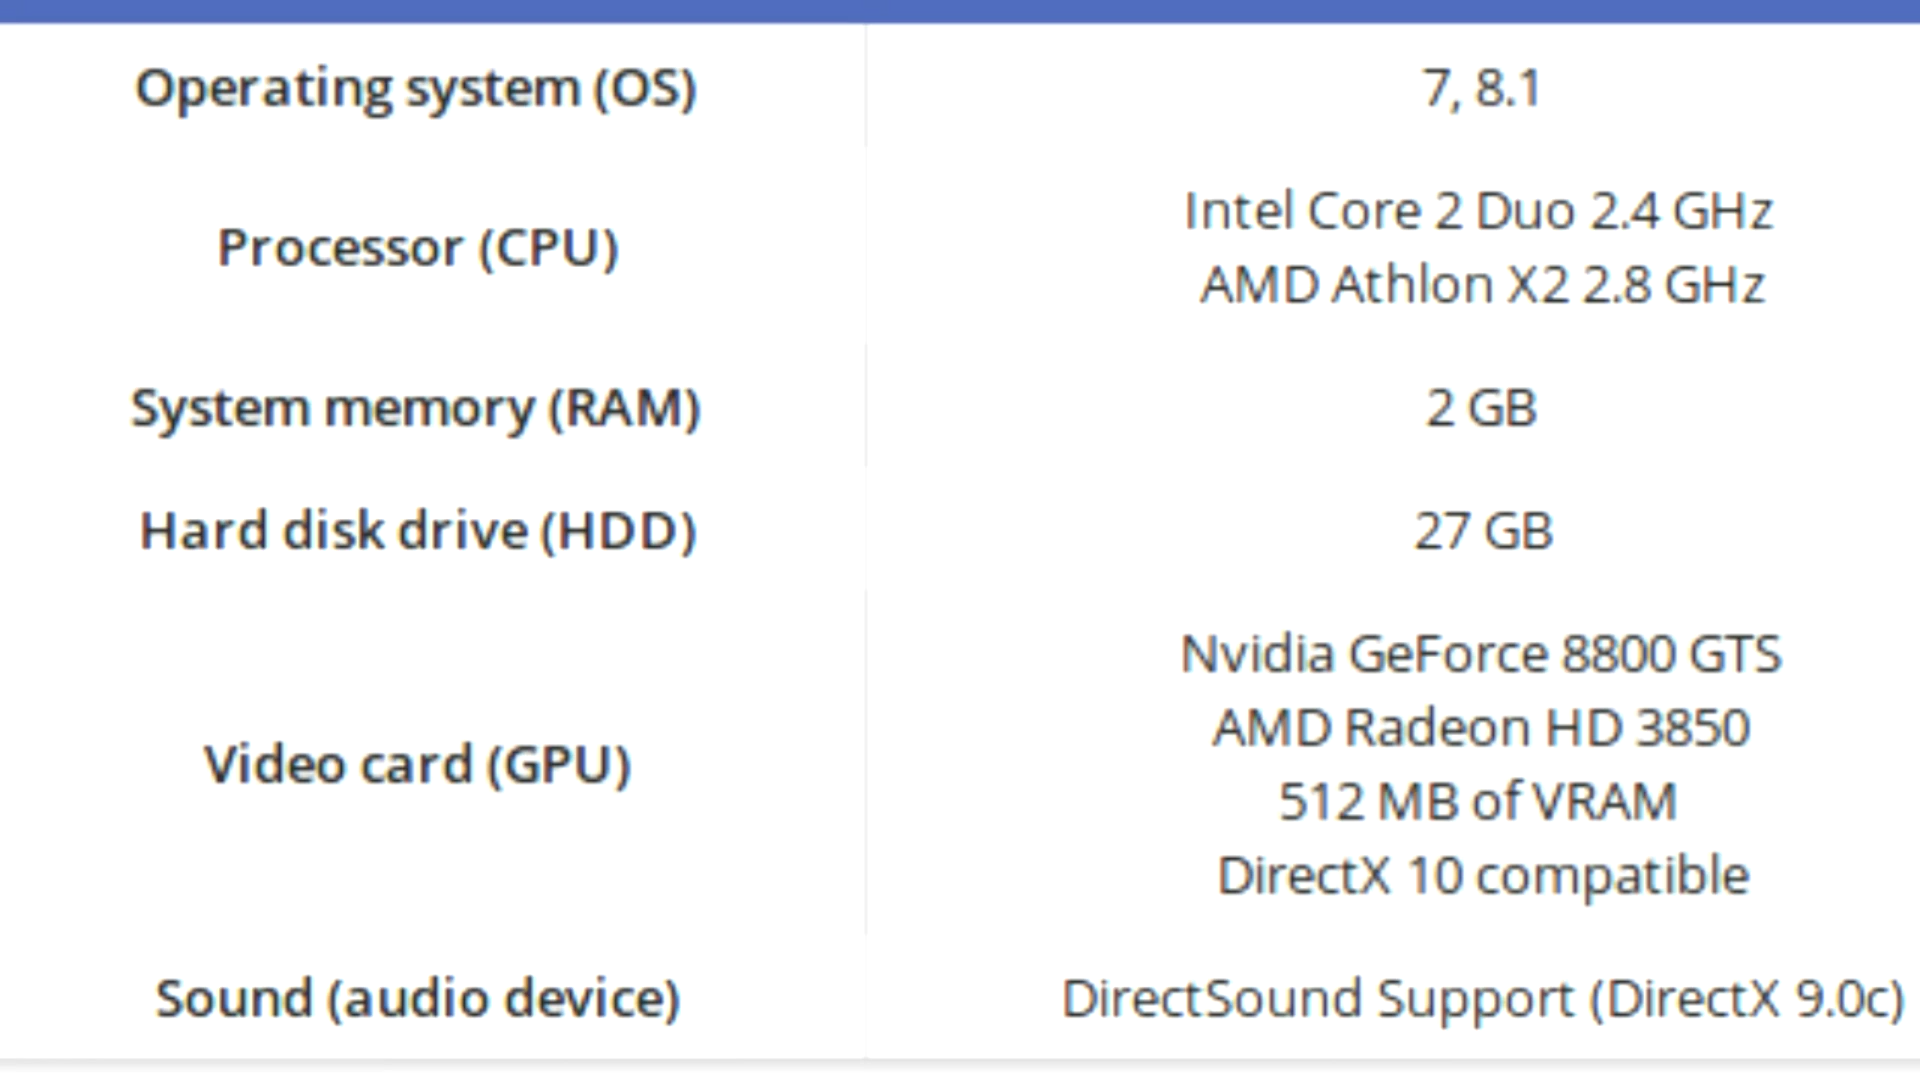 Operating system (OS)
7, 8.1
Processor (CPU)
Intel Core 2 Duo 2.4 GHz
AMD Athlon X2 2.8 GHz
System memory (RAM)
2 GB
Hard disk drive (HDD)
27 GB
Video card (GPU)
Nvidia GeForce 8800 GTS
AMD Radeon HD 3850
512 MB of VRAM
DirectX 10 compatible
Sound (audio device)
DirectSound Support (DirectX 9.0c)